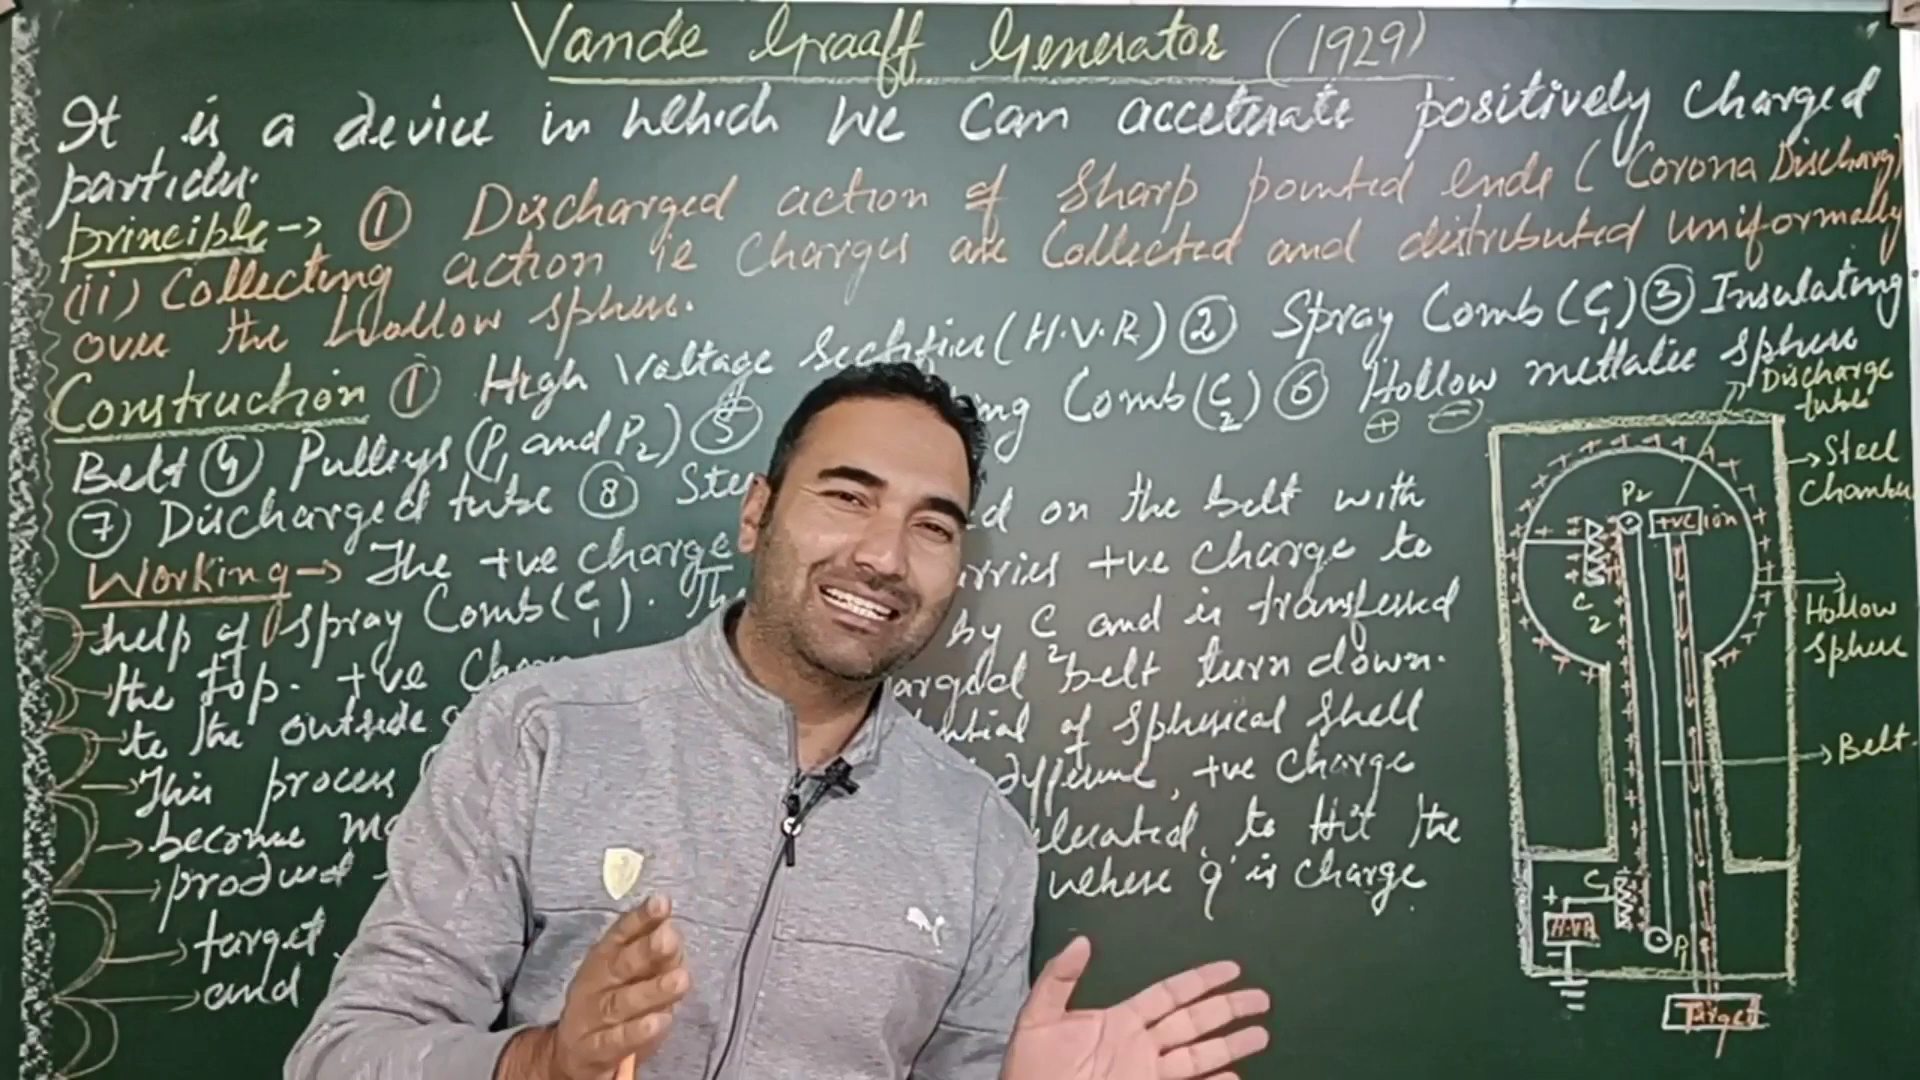 Vande Graaff Generator (1929)
It is a device in which we can accelerate positively charged
particles.
principle→ ① Discharged action of Sharp pointed ends (Corona Discharg)
(ii) Collecting action ie Charges are Collected and distributed uniformally
over the hollow sphere.
Construction ① High Voltage Rectifier (H.V.R) ② Spray Comb (C1) ③ Insulating
Belt ④ Pulleys (P1 and P2) ⑤ Comb (C2) ⑥ Hollow mettalic Sphere
⑦ Discharged tube ⑧
Working→ The +ve charge on the belt with
help of Spray Comb (C1). +ve charge to
the top. +ve by C2 and is transfered
to the outside belt turn down.
This process of Spherical Shell
become +ve Charge
produced to Hit the
target where q is charge
and
+ −
Discharge
tube
Steel
Chamber
P2
+ve ion
C2
Hollow
Sphere
Belt
C1
+
H.V.R
P1
Target